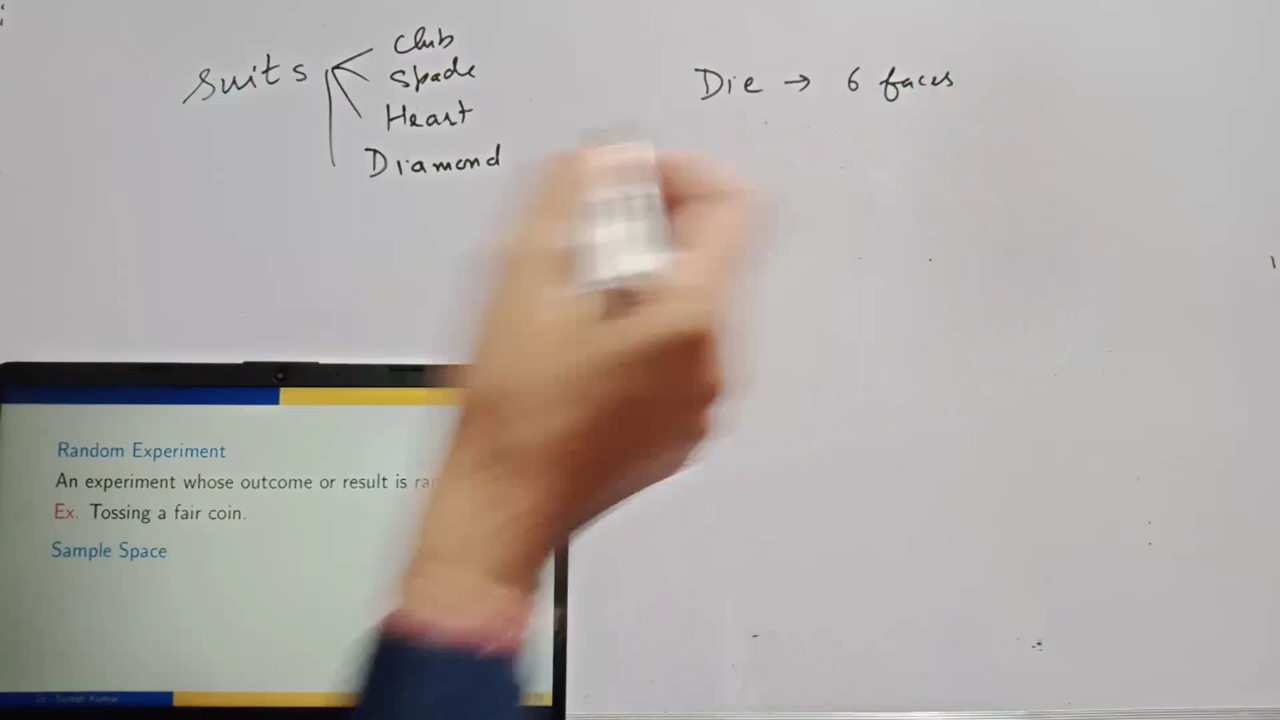 Suits
Club
Spade
Heart
Diamond
Die → 6 faces
Random Experiment
An experiment whose outcome or result is
Ex. Tossing a fair coin.
Sample Space